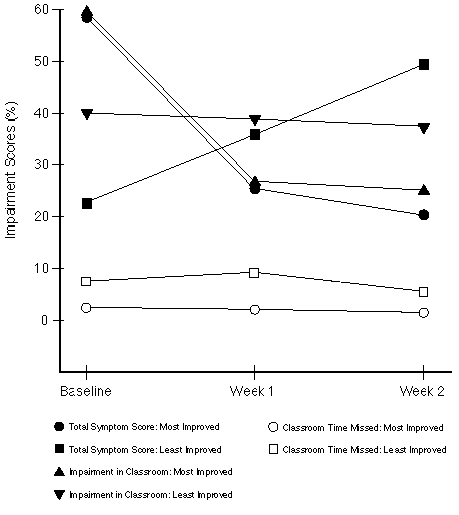 60
50
40
30
20
10
0
Impairment Scores (%)
Baseline
Week 1
Week 2
Total Symptom Score: Most Improved
Classroom Time Missed: Most Improved
Total Symptom Score: Least Improved
Classroom Time Missed: Least Improved
Impairment in Classroom: Most Improved
Impairment in Classroom: Least Improved